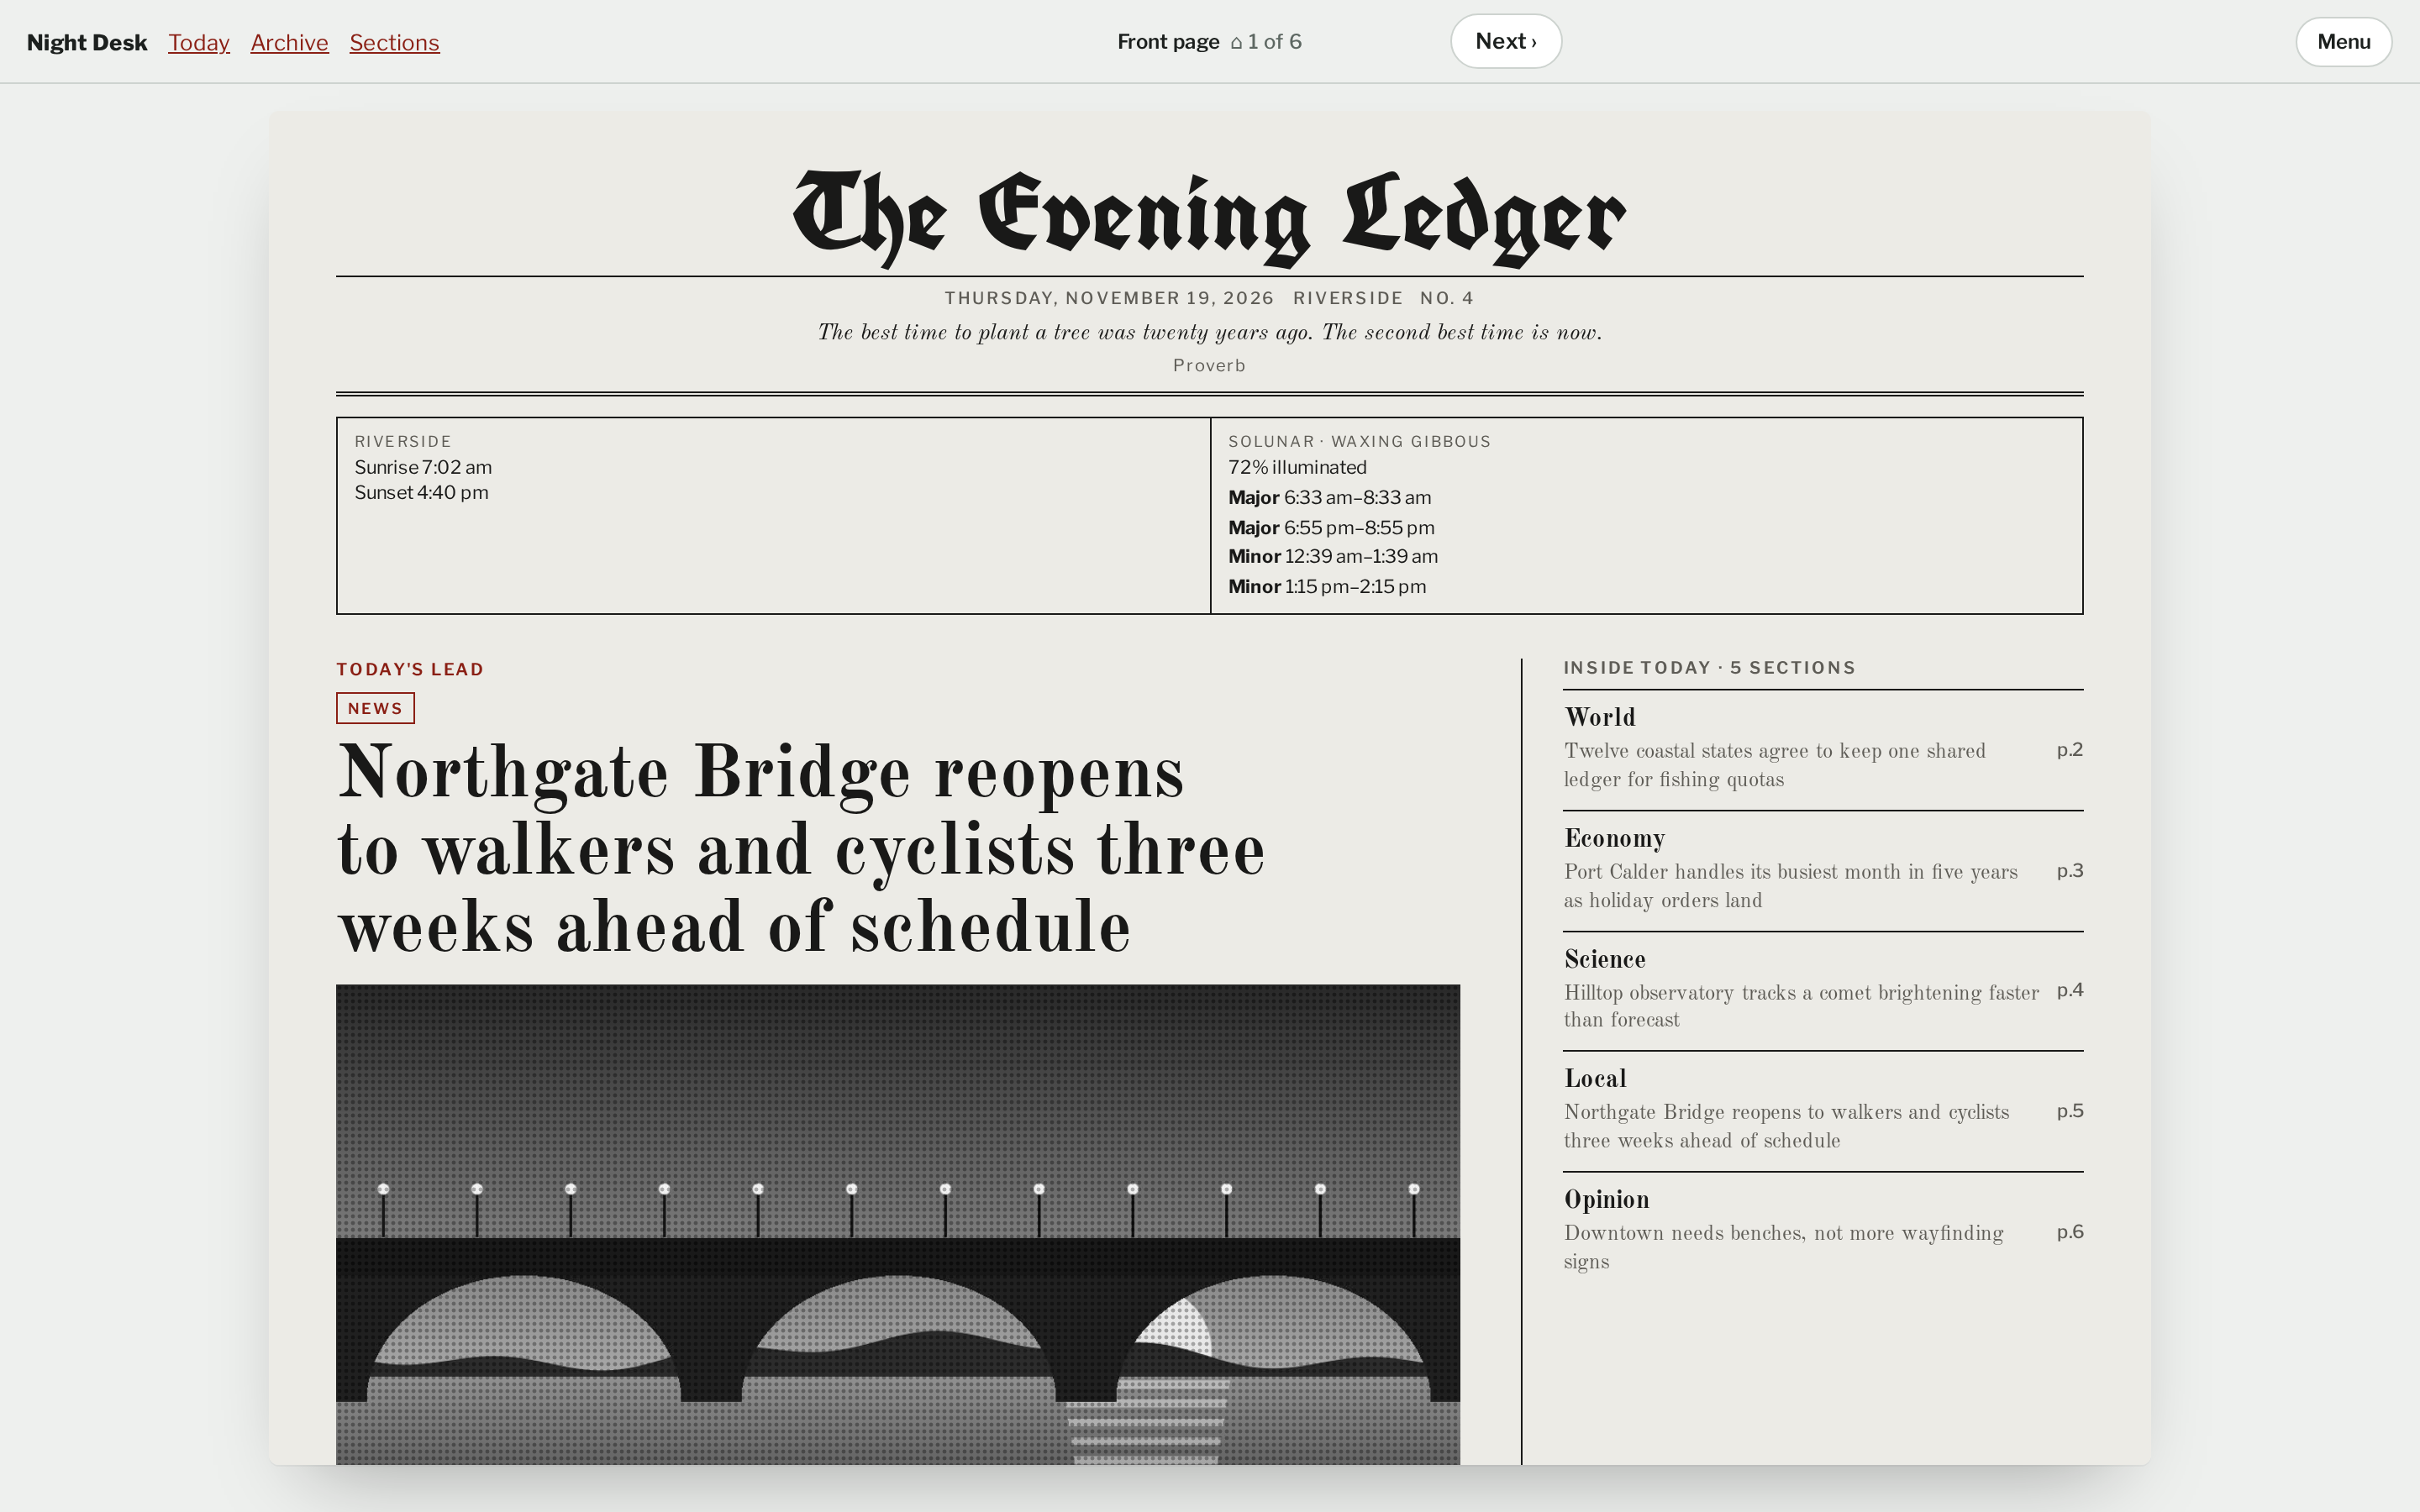 Night Desk Today Archive Sections
Front page ⌂ 1 of 6
Next ›
Menu
The Evening Ledger
THURSDAY, NOVEMBER 19, 2026 RIVERSIDE NO. 4
The best time to plant a tree was twenty years ago. The second best time is now.
Proverb
RIVERSIDE
Sunrise 7:02 am
Sunset 4:40 pm
SOLUNAR · WAXING GIBBOUS
72% illuminated
Major 6:33 am–8:33 am
Major 6:55 pm–8:55 pm
Minor 12:39 am–1:39 am
Minor 1:15 pm–2:15 pm
TODAY'S LEAD
NEWS
Northgate Bridge reopens
to walkers and cyclists three
weeks ahead of schedule
INSIDE TODAY · 5 SECTIONS
World
Twelve coastal states agree to keep one shared p.2
ledger for fishing quotas
Economy
Port Calder handles its busiest month in five years p.3
as holiday orders land
Science
Hilltop observatory tracks a comet brightening faster p.4
than forecast
Local
Northgate Bridge reopens to walkers and cyclists p.5
three weeks ahead of schedule
Opinion
Downtown needs benches, not more wayfinding p.6
signs